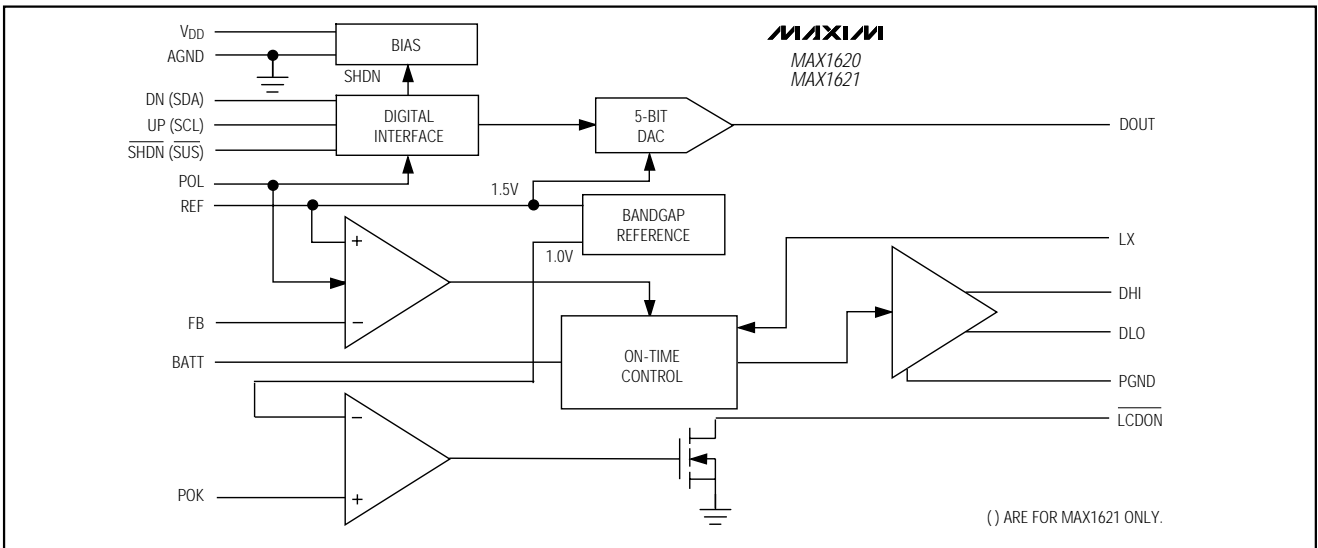 VDD
AGND
BIAS
SHDN
MAXIM
MAX1620
MAX1621
DN (SDA)
UP (SCL)
SHDN (SUS)
DIGITAL
INTERFACE
5-BIT
DAC
DOUT
POL
REF
1.5V
BANDGAP
REFERENCE
1.0V
+
−
FB
BATT
ON-TIME
CONTROL
LX
DHI
DLO
PGND
LCDON
−
+
POK
( ) ARE FOR MAX1621 ONLY.